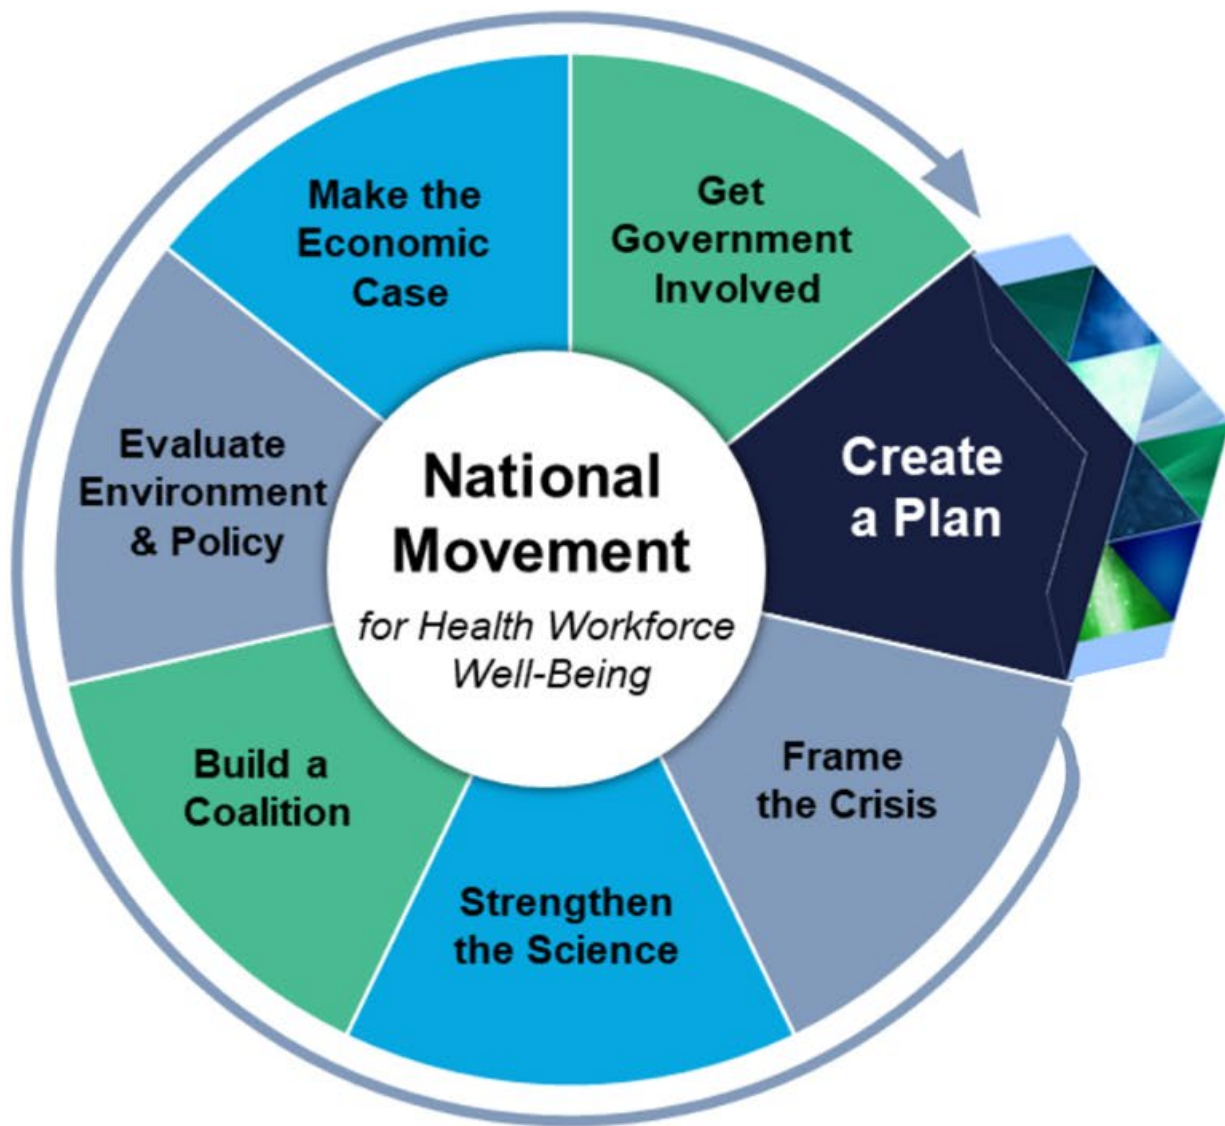 Make the
Economic
Case
Get
Government
Involved
Create
a Plan
Frame
the Crisis
Strengthen
the Science
Build a
Coalition
Evaluate
Environment
& Policy
National
Movement
for Health Workforce
Well-Being